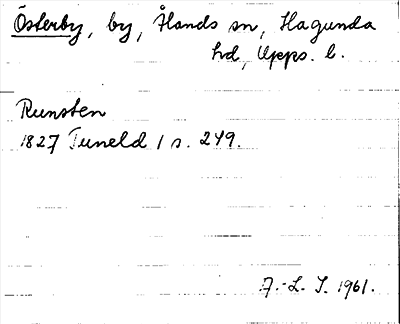 Österby, by, Ålands sn, Hagunda
hd, Upps. l.
Runsten
1827 Tuneld 1 s. 249.
A.-L. S. 1961.